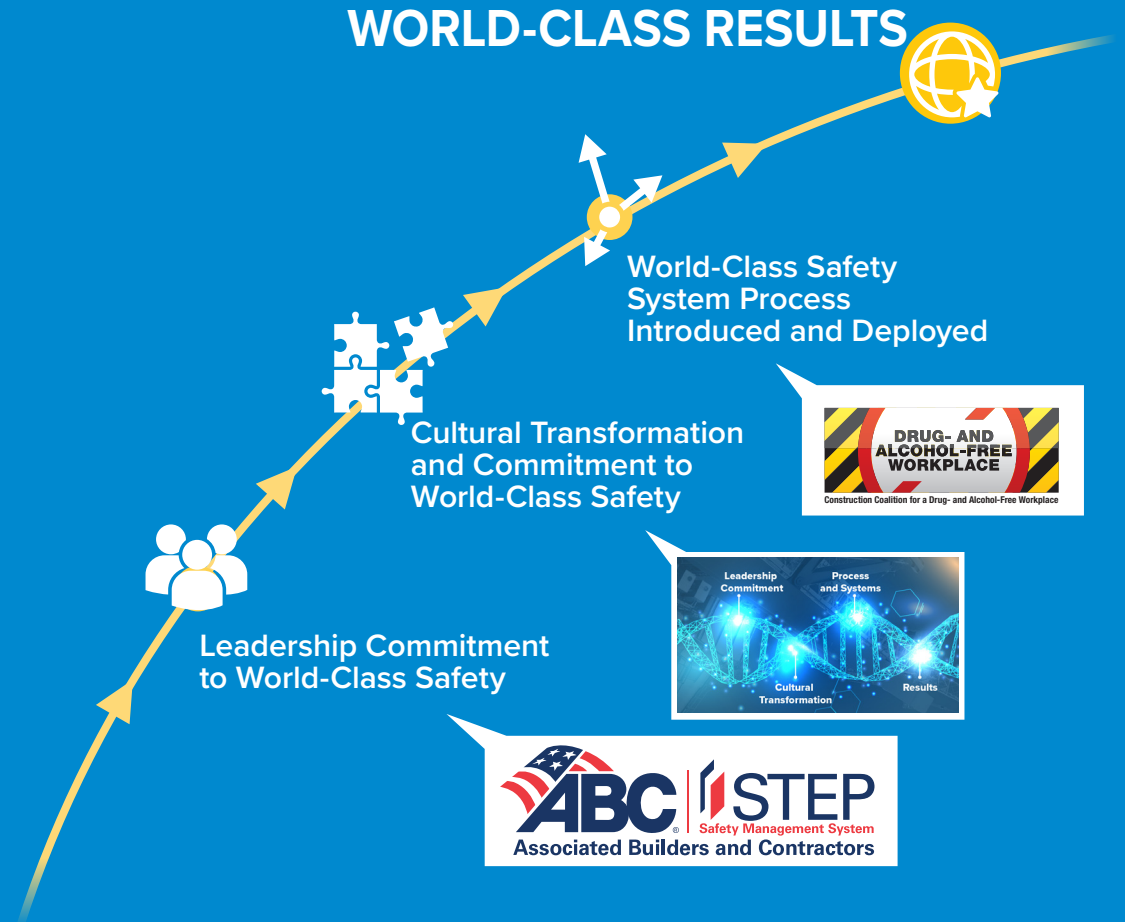 WORLD-CLASS RESULTS
World-Class Safety
System Process
Introduced and Deployed
DRUG- AND
ALCOHOL-FREE
WORKPLACE
Construction Coalition for a Drug- and Alcohol-Free Workplace
Cultural Transformation
and Commitment to
World-Class Safety
Leadership
Commitment
Process
and Systems
Cultural
Transformation
Results
Leadership Commitment
to World-Class Safety
ABC®
STEP
Safety Management System
Associated Builders and Contractors